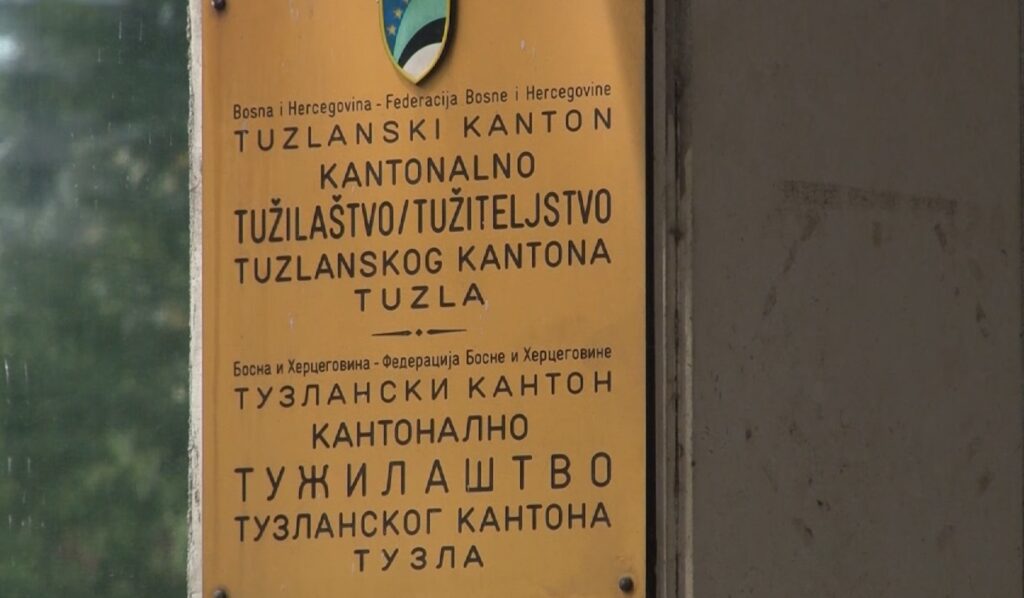 Bosna i Hercegovina - Federacija Bosne i Hercegovine
TUZLANSKI KANTON
KANTONALNO
TUŽILAŠTVO/TUŽITELJSTVO
TUZLANSKOG KANTONA
TUZLA
Босна и Херцеговина - Федерација Босне и Херцеговине
ТУЗЛАНСКИ КАНТОН
КАНТОНАЛНО
ТУЖИЛАШТВО
ТУЗЛАНСКОГ КАНТОНА
ТУЗЛА